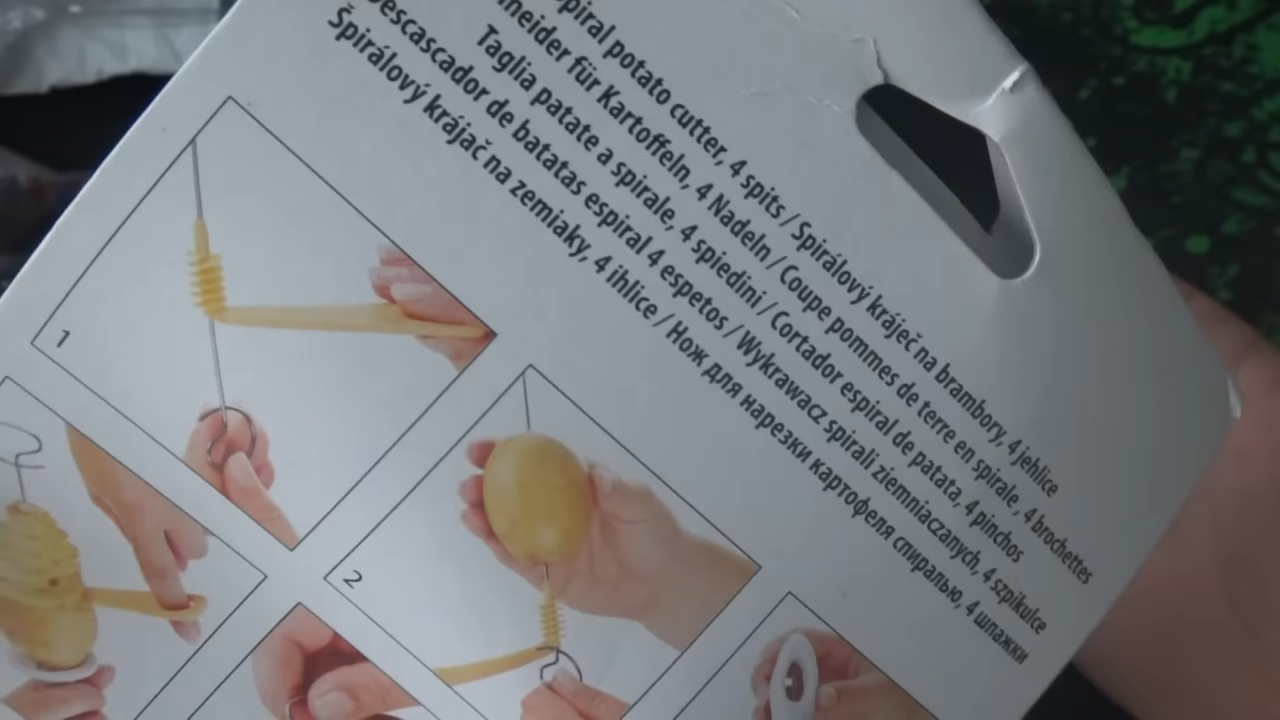 Spiral potato cutter, 4 spits / Spirálový kráječ na brambory, 4 jehlice
für Kartoffeln, 4 Nadeln / Coupe pommes de terre en spirale, 4 brochettes
Taglia patate a spirale, 4 spiedini / Cortador espiral de patata, 4 pinchos
Descascador de batatas espiral 4 espetos / Wykrawacz spirali ziemniaczanych, 4 szpikulce
Špirálový krájač na zemiaky, 4 ihlice / Нож для нарезки картофеля спиралью, 4 шпажки
1
2